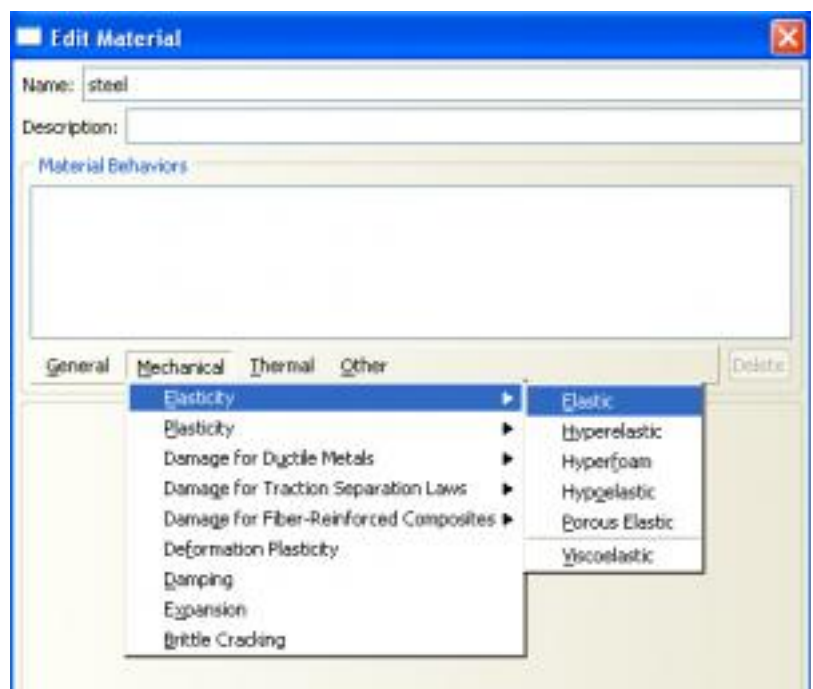 Edit Material
Name: steel
Description:
Material Behaviors
General Mechanical Thermal Other Delete
Elasticity
Plasticity
Damage for Ductile Metals
Damage for Traction Separation Laws
Damage for Fiber-Reinforced Composites
Deformation Plasticity
Damping
Expansion
Brittle Cracking
Elastic
Hyperelastic
Hyperfoam
Hypoelastic
Porous Elastic
Viscoelastic